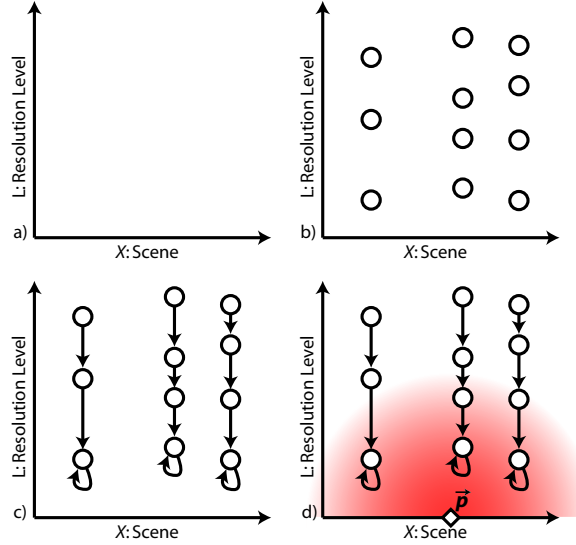 L: Resolution Level
a)
X: Scene
L: Resolution Level
b)
X: Scene
L: Resolution Level
c)
X: Scene
L: Resolution Level
d)
p
X: Scene